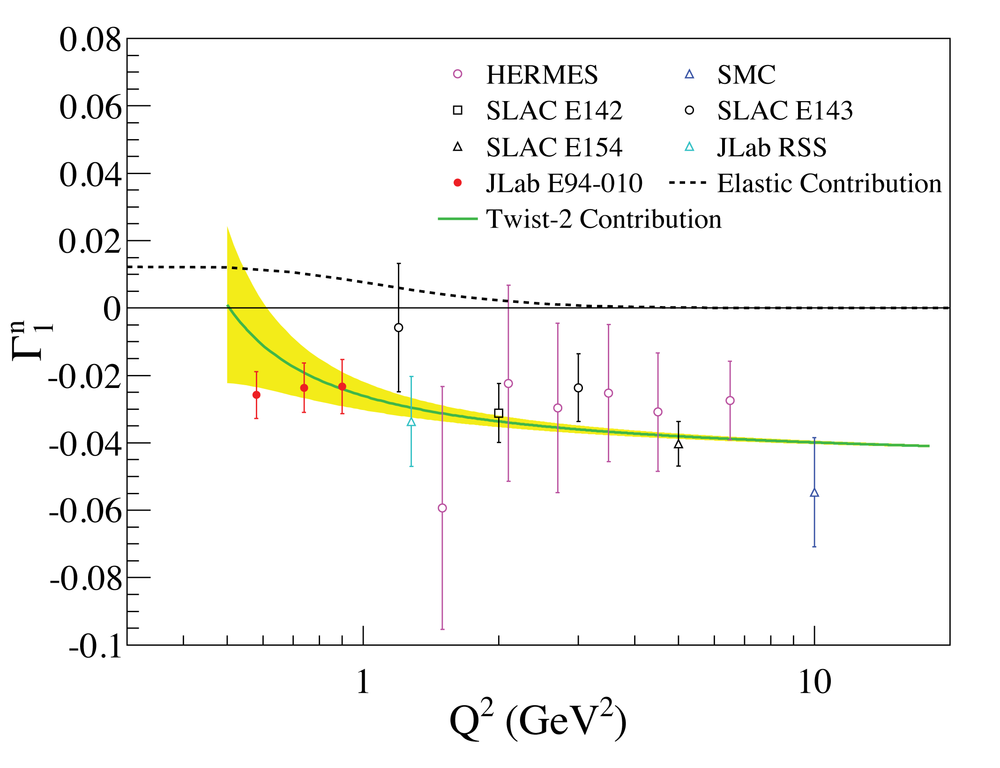 0.08
0.06
0.04
0.02
0
-0.02
-0.04
-0.06
-0.08
-0.1
Γ₁ⁿ
HERMES
SMC
SLAC E142
SLAC E143
SLAC E154
JLab RSS
JLab E94-010
Elastic Contribution
Twist-2 Contribution
1
10
Q² (GeV²)